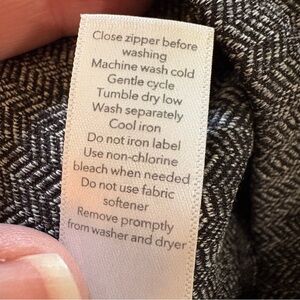 Close zipper before
washing
Machine wash cold
Gentle cycle
Tumble dry low
Wash separately
Cool iron
Do not iron label
Use non-chlorine
bleach when needed
Do not use fabric
softener
Remove promptly
from washer and dryer